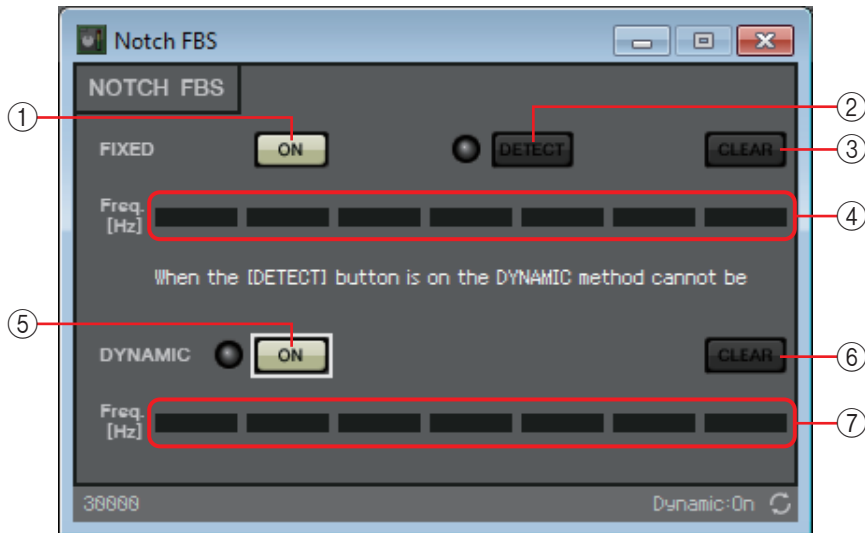 Notch FBS
NOTCH FBS
① ② ③
FIXED ON DETECT CLEAR
Freq. [Hz] ④
When the [DETECT] button is on the DYNAMIC method cannot be
⑤ ⑥
DYNAMIC ON CLEAR
Freq. [Hz] ⑦
30000 Dynamic:On